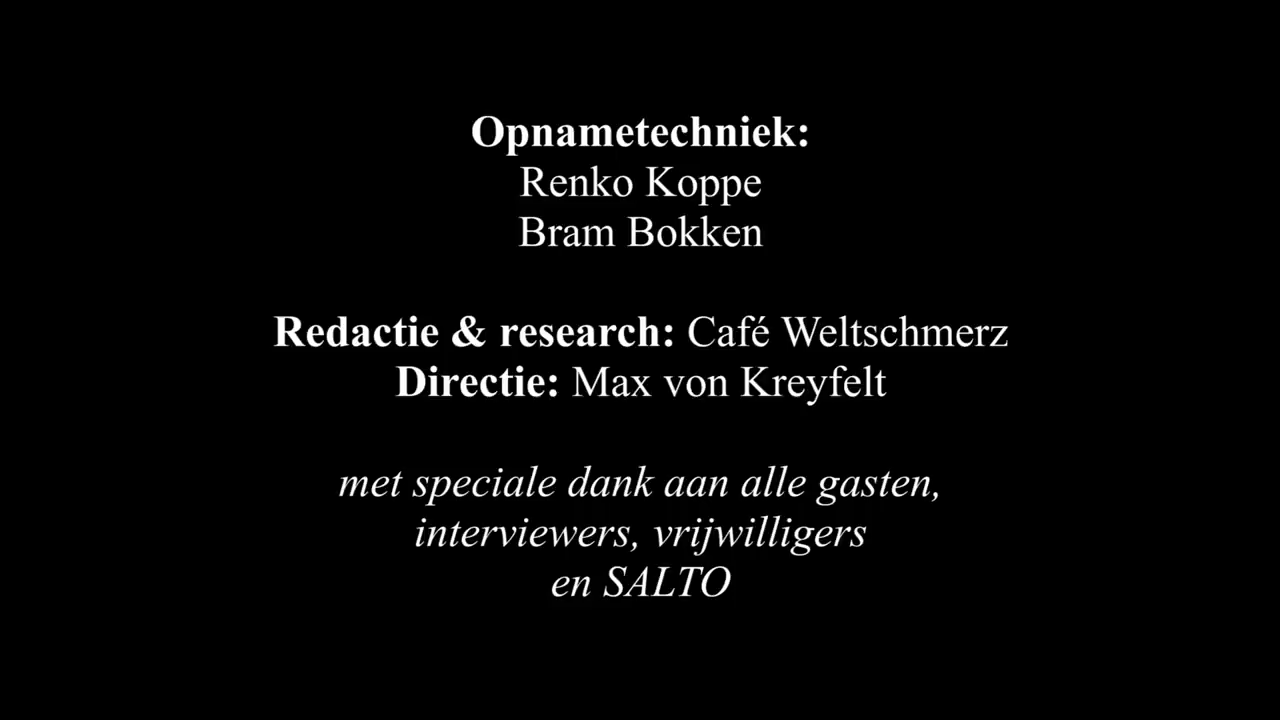 Opnametechniek:
Renko Koppe
Bram Bokken
Redactie & research: Café Weltschmerz
Directie: Max von Kreyfelt
met speciale dank aan alle gasten,
interviewers, vrijwilligers
en SALTO